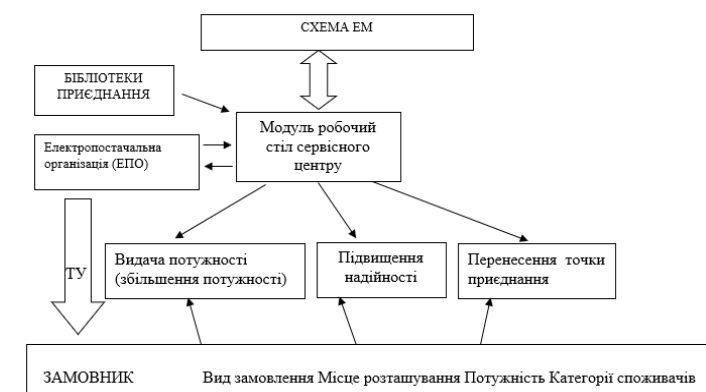 СХЕМА ЕМ
БІБЛІОТЕКИ
ПРИЄДНАННЯ
Модуль робочий
стіл сервісного
центру
Електропостачальна
організація (ЕПО)
ТУ
Видача потужності
(збільшення потужності)
Підвищення
надійності
Перенесення точки
приєднання
ЗАМОВНИК Вид замовлення Місце розташування Потужність Категорії споживачів